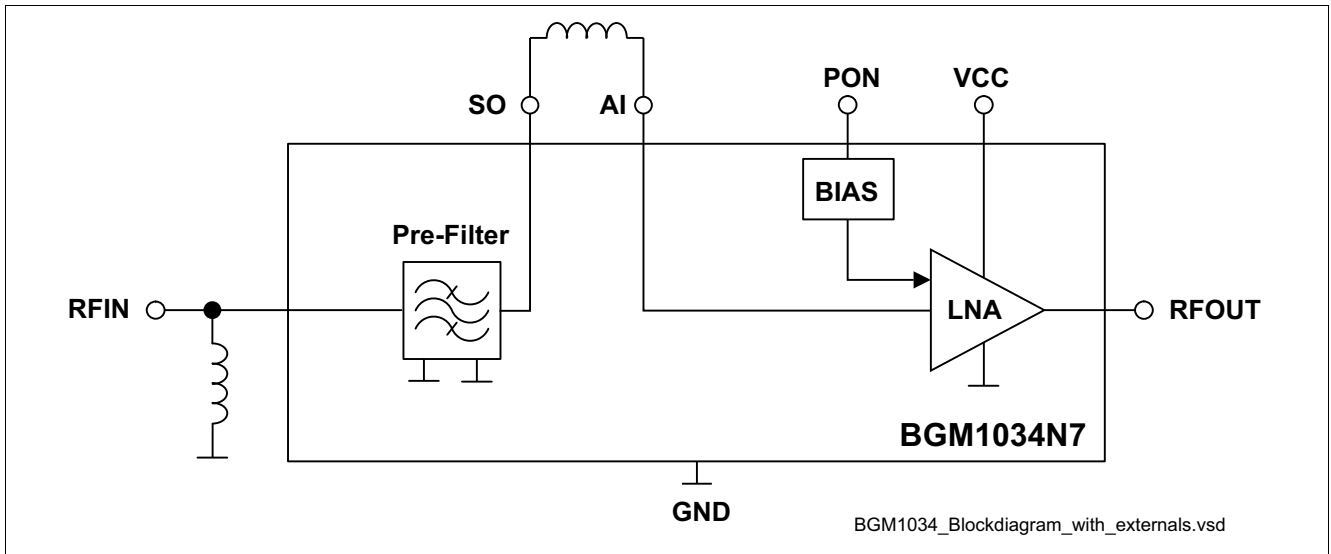 PON
VCC
SO
AI
BIAS
Pre-Filter
RFIN
LNA
RFOUT
BGM1034N7
GND
BGM1034_Blockdiagram_with_externals.vsd